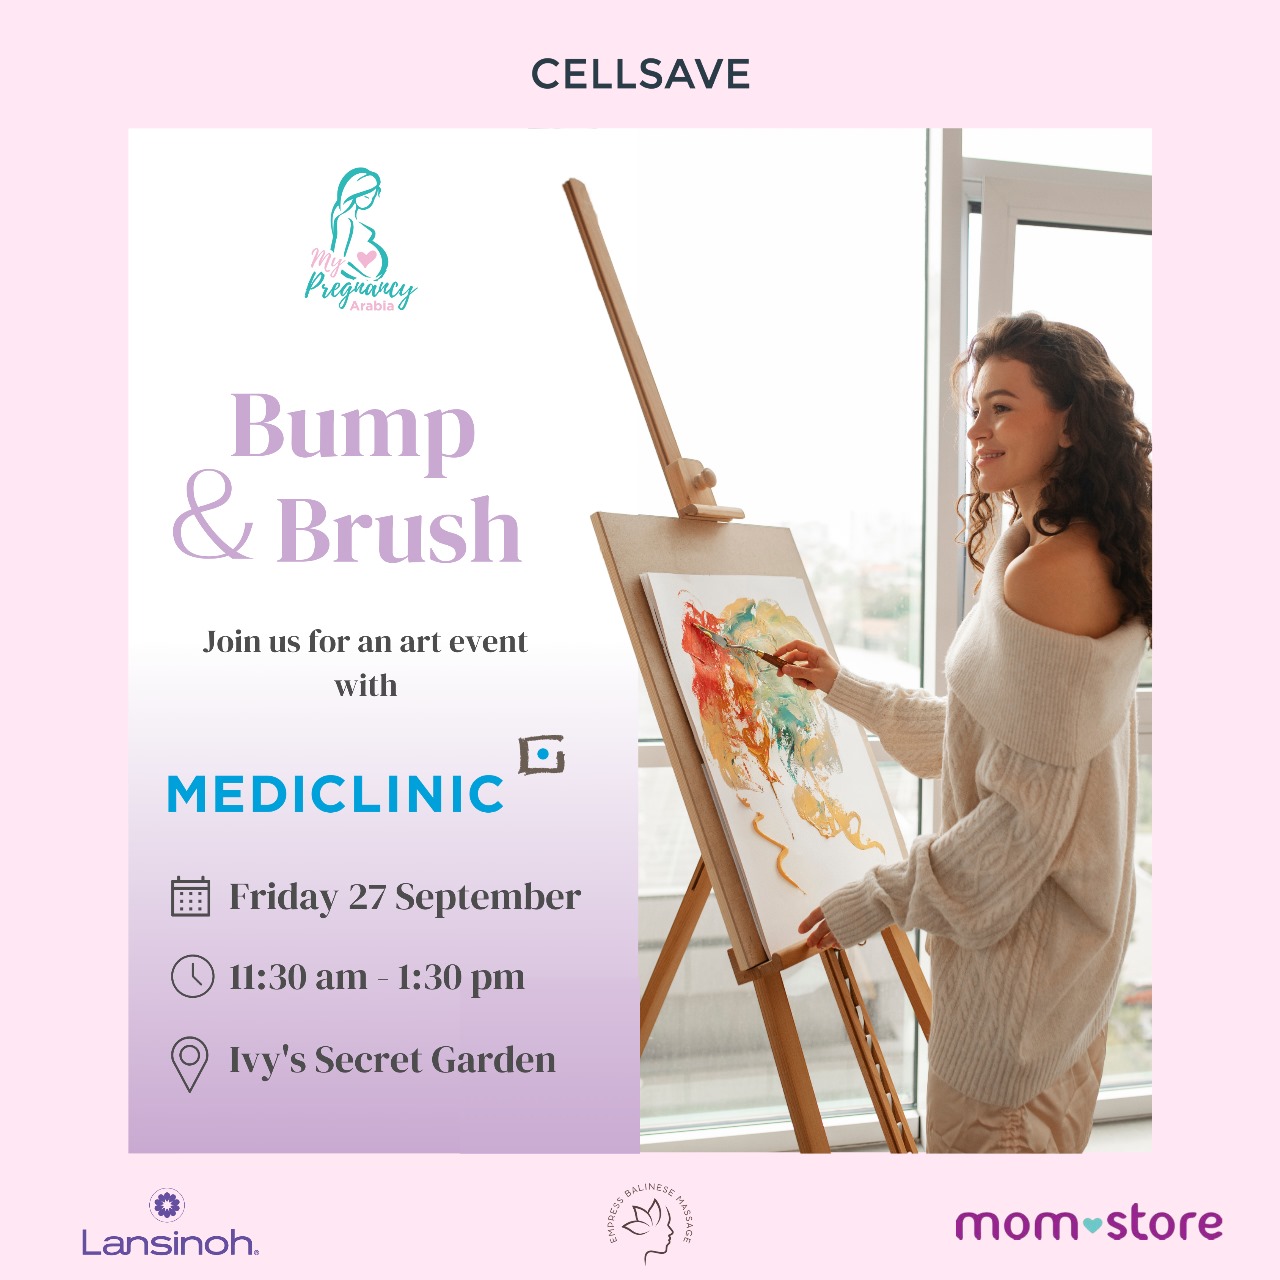 CELLSAVE
My
Pregnancy
Arabia
Bump
& Brush
Join us for an art event
with
MEDICLINIC
Friday 27 September
11:30 am - 1:30 pm
Ivy's Secret Garden
Lansinoh®
EMPRESS BALINESE MASSAGE
mom store